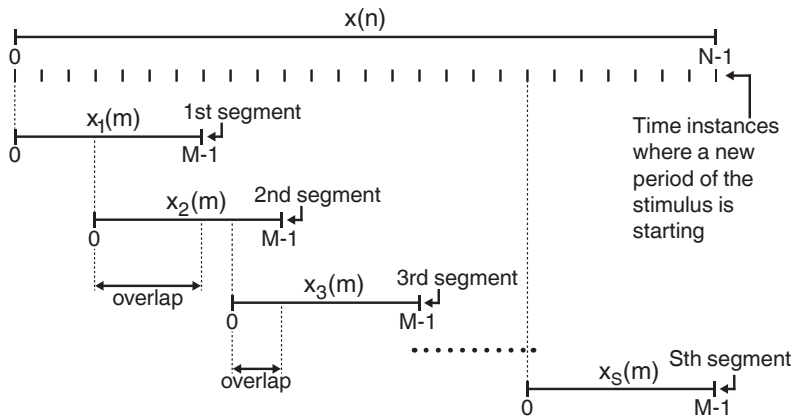 x(n)
0 N-1
1st segment
x1(m)
0 M-1
Time instances
where a new
period of the
stimulus is
starting
2nd segment
x2(m)
0 M-1
overlap
3rd segment
x3(m)
0 M-1
overlap
Sth segment
xS(m)
0 M-1